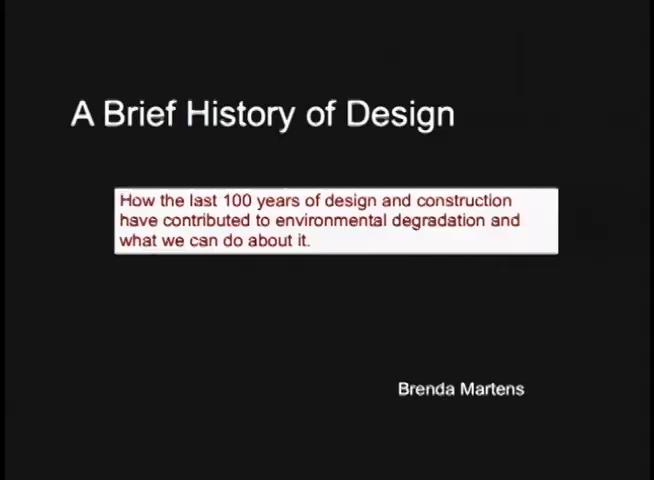 A Brief History of Design
How the last 100 years of design and construction
have contributed to environmental degradation and
what we can do about it.
Brenda Martens